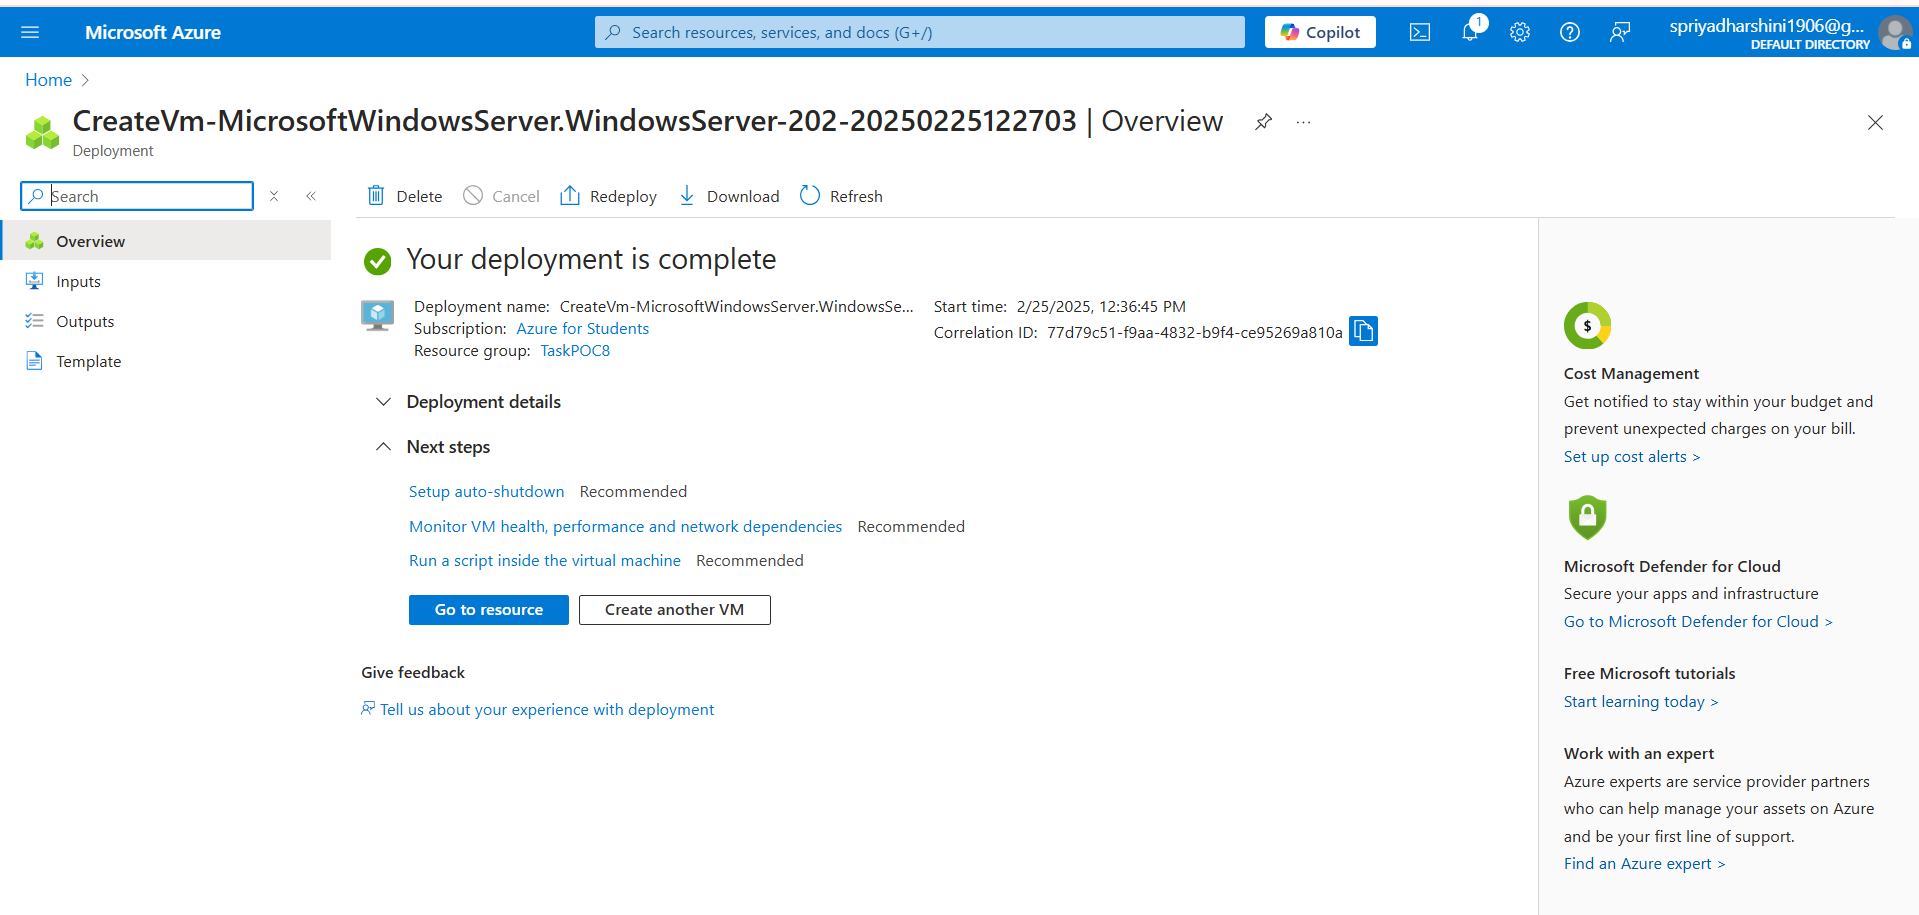 Microsoft Azure
Search resources, services, and docs (G+/)
Copilot
1
spriyadharshini1906@g...
DEFAULT DIRECTORY
Home
CreateVm-MicrosoftWindowsServer.WindowsServer-202-20250225122703 | Overview
Deployment
Search
Delete
Cancel
Redeploy
Download
Refresh
Overview
Inputs
Outputs
Template
Your deployment is complete
Deployment name: CreateVm-MicrosoftWindowsServer.WindowsSe...
Subscription: Azure for Students
Resource group: TaskPOC8
Start time: 2/25/2025, 12:36:45 PM
Correlation ID: 77d79c51-f9aa-4832-b9f4-ce95269a810a
Deployment details
Next steps
Setup auto-shutdown Recommended
Monitor VM health, performance and network dependencies Recommended
Run a script inside the virtual machine Recommended
Go to resource
Create another VM
Give feedback
Tell us about your experience with deployment
$
Cost Management
Get notified to stay within your budget and
prevent unexpected charges on your bill.
Set up cost alerts >
Microsoft Defender for Cloud
Secure your apps and infrastructure
Go to Microsoft Defender for Cloud >
Free Microsoft tutorials
Start learning today >
Work with an expert
Azure experts are service provider partners
who can help manage your assets on Azure
and be your first line of support.
Find an Azure expert >